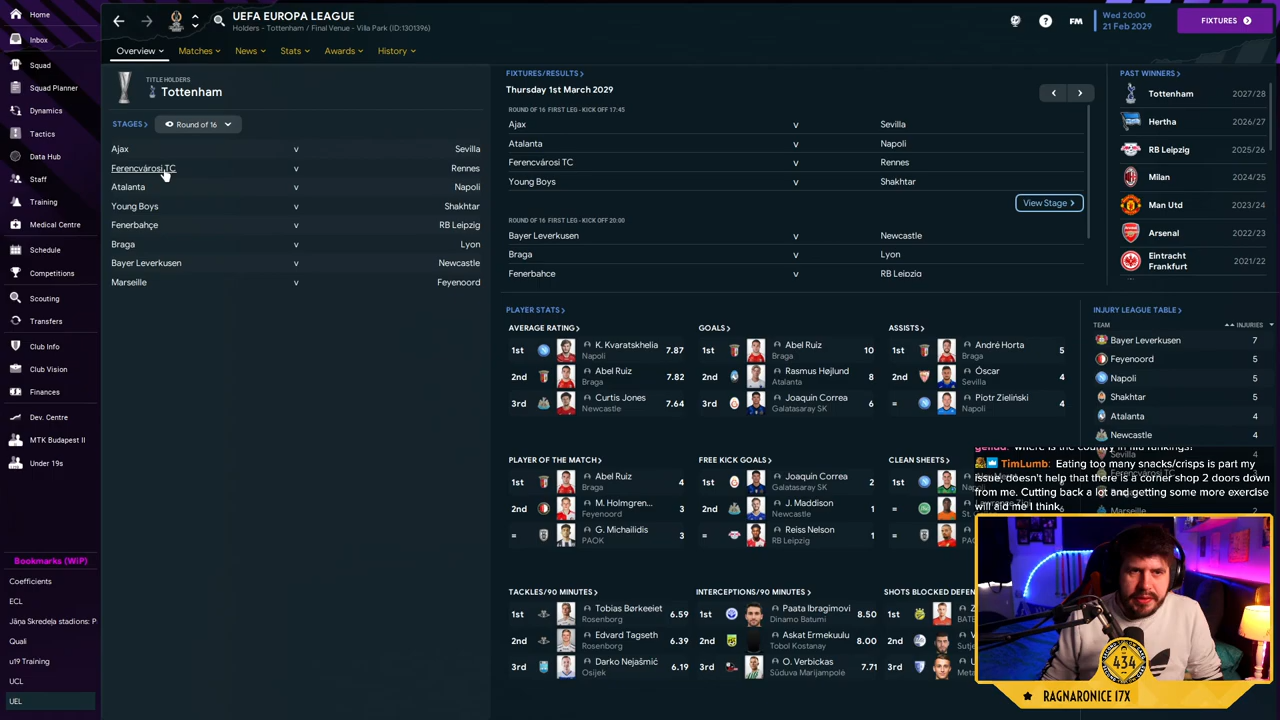 Home
Inbox
Squad
Squad Planner
Dynamics
Tactics
Data Hub
Staff
Training
Medical Centre
Schedule
Competitions
Scouting
Transfers
Club Info
Club Vision
Finances
Dev. Centre
MTK Budapest II
Under 19s
Bookmarks (WiP)
Coefficients
ECL
Jāņa Skredeļa stadions: P
Quali
u19 Training
UCL
UEL
UEFA EUROPA LEAGUE
Holders - Tottenham / Final Venue - Villa Park (ID:1301396)
FM
Wed 20:00
21 Feb 2029
FIXTURES
Overview
Matches
News
Stats
Awards
History
TITLE HOLDERS
Tottenham
STAGES
Round of 16
Ajax v Sevilla
Ferencvárosi TC v Rennes
Atalanta v Napoli
Young Boys v Shakhtar
Fenerbahçe v RB Leipzig
Braga v Lyon
Bayer Leverkusen v Newcastle
Marseille v Feyenoord
FIXTURES/RESULTS
Thursday 1st March 2029
ROUND OF 16 FIRST LEG - KICK OFF 17:45
Ajax v Sevilla
Atalanta v Napoli
Ferencvárosi TC v Rennes
Young Boys v Shakhtar
View Stage
ROUND OF 16 FIRST LEG - KICK OFF 20:00
Bayer Leverkusen v Newcastle
Braga v Lyon
Fenerbahce v RB Leipzig
PAST WINNERS
Tottenham 2027/28
Hertha 2026/27
RB Leipzig 2025/26
Milan 2024/25
Man Utd 2023/24
Arsenal 2022/23
Eintracht Frankfurt 2021/22
PLAYER STATS
AVERAGE RATING
1st K. Kvaratskhelia 7.87
Napoli
2nd Abel Ruiz 7.82
Braga
3rd Curtis Jones 7.64
Newcastle
GOALS
1st Abel Ruiz 10
Braga
2nd Rasmus Højlund 8
Atalanta
3rd Joaquín Correa 6
Galatasaray SK
ASSISTS
1st André Horta 5
Braga
2nd Óscar 4
Sevilla
= Piotr Zieliński 4
Napoli
PLAYER OF THE MATCH
1st Abel Ruiz 4
Braga
2nd M. Holmgren... 3
Feyenoord
= G. Michailidis 3
PAOK
FREE KICK GOALS
1st Joaquín Correa 2
Galatasaray SK
2nd J. Maddison 1
Newcastle
= Reiss Nelson 1
RB Leipzig
CLEAN SHEETS
1st
2nd
=
TACKLES/90 MINUTES
1st Tobias Børkeeiet 6.59
Rosenborg
2nd Edvard Tagseth 6.39
Rosenborg
3rd Darko Nejašmić 6.19
Osijek
INTERCEPTIONS/90 MINUTES
1st Paata Ibragimovi 8.50
Dinamo Batumi
2nd Askat Ermekuulu 8.00
Tobol Kostanay
3rd O. Verbickas 7.71
Sūduva Marijampolė
SHOTS BLOCKED DEFEN
1st
2nd
3rd
INJURY LEAGUE TABLE
TEAM INJURIES
Bayer Leverkusen 7
Feyenoord 5
Napoli 5
Shakhtar 5
Atalanta 4
Newcastle 4
TimLumb: Eating too many snacks/crisps is part my
issue, doesn't help that there is a corner shop 2 doors down
from me. Cutting back a lot and getting some more exercise
will aid me I think
434
RAGNARONICE 17X